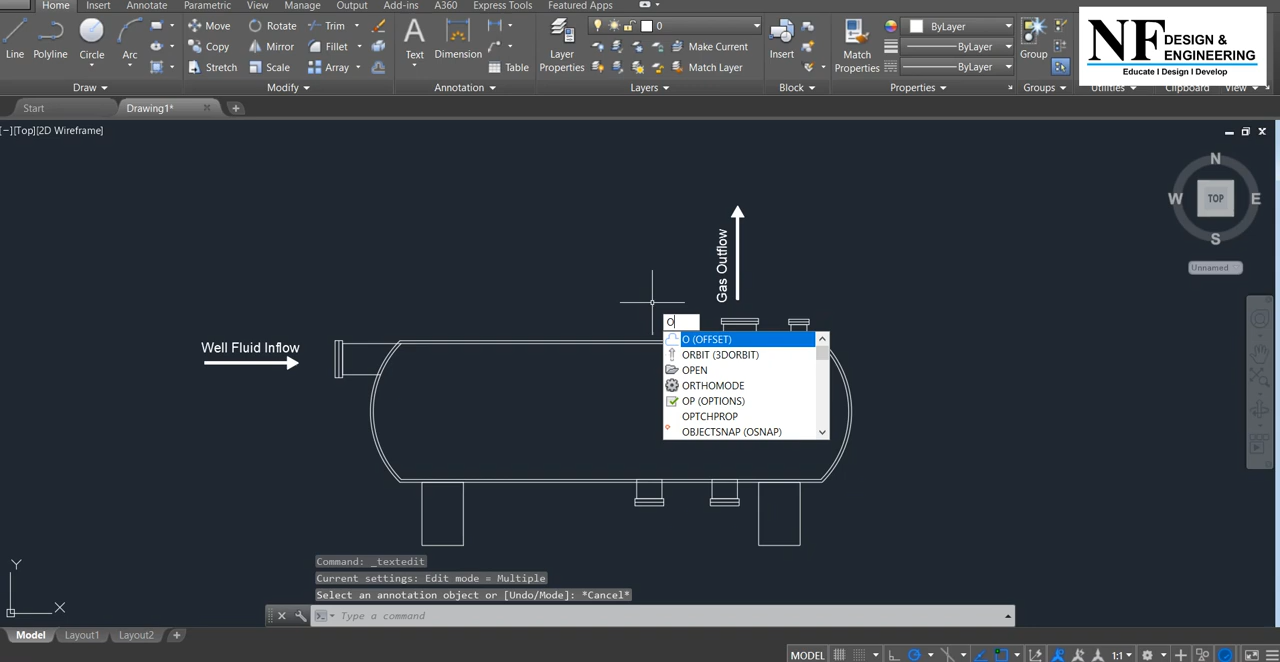 Home Insert Annotate Parametric View Manage Output Add-ins A360 Express Tools Featured Apps
Line Polyline Circle Arc
Move Rotate Trim
Copy Mirror Fillet
Stretch Scale Array
Text Dimension
Table
Layer Properties
0
Make Current
Match Layer
Insert
Match Properties
ByLayer
ByLayer
ByLayer
Group
NF DESIGN & ENGINEERING
Educate I Design I Develop
Draw Modify Annotation Layers Block Properties Groups Utilities Clipboard View
Start Drawing1*
[−][Top][2D Wireframe]
N
W TOP E
S
Unnamed
Gas Outflow
Well Fluid Inflow
O
O (OFFSET)
ORBIT (3DORBIT)
OPEN
ORTHOMODE
OP (OPTIONS)
OPTCHPROP
OBJECTSNAP (OSNAP)
Command: _textedit
Current settings: Edit mode = Multiple
Select an annotation object or [Undo/Mode]: *Cancel*
Y
X
Type a command
Model Layout1 Layout2
MODEL 1:1